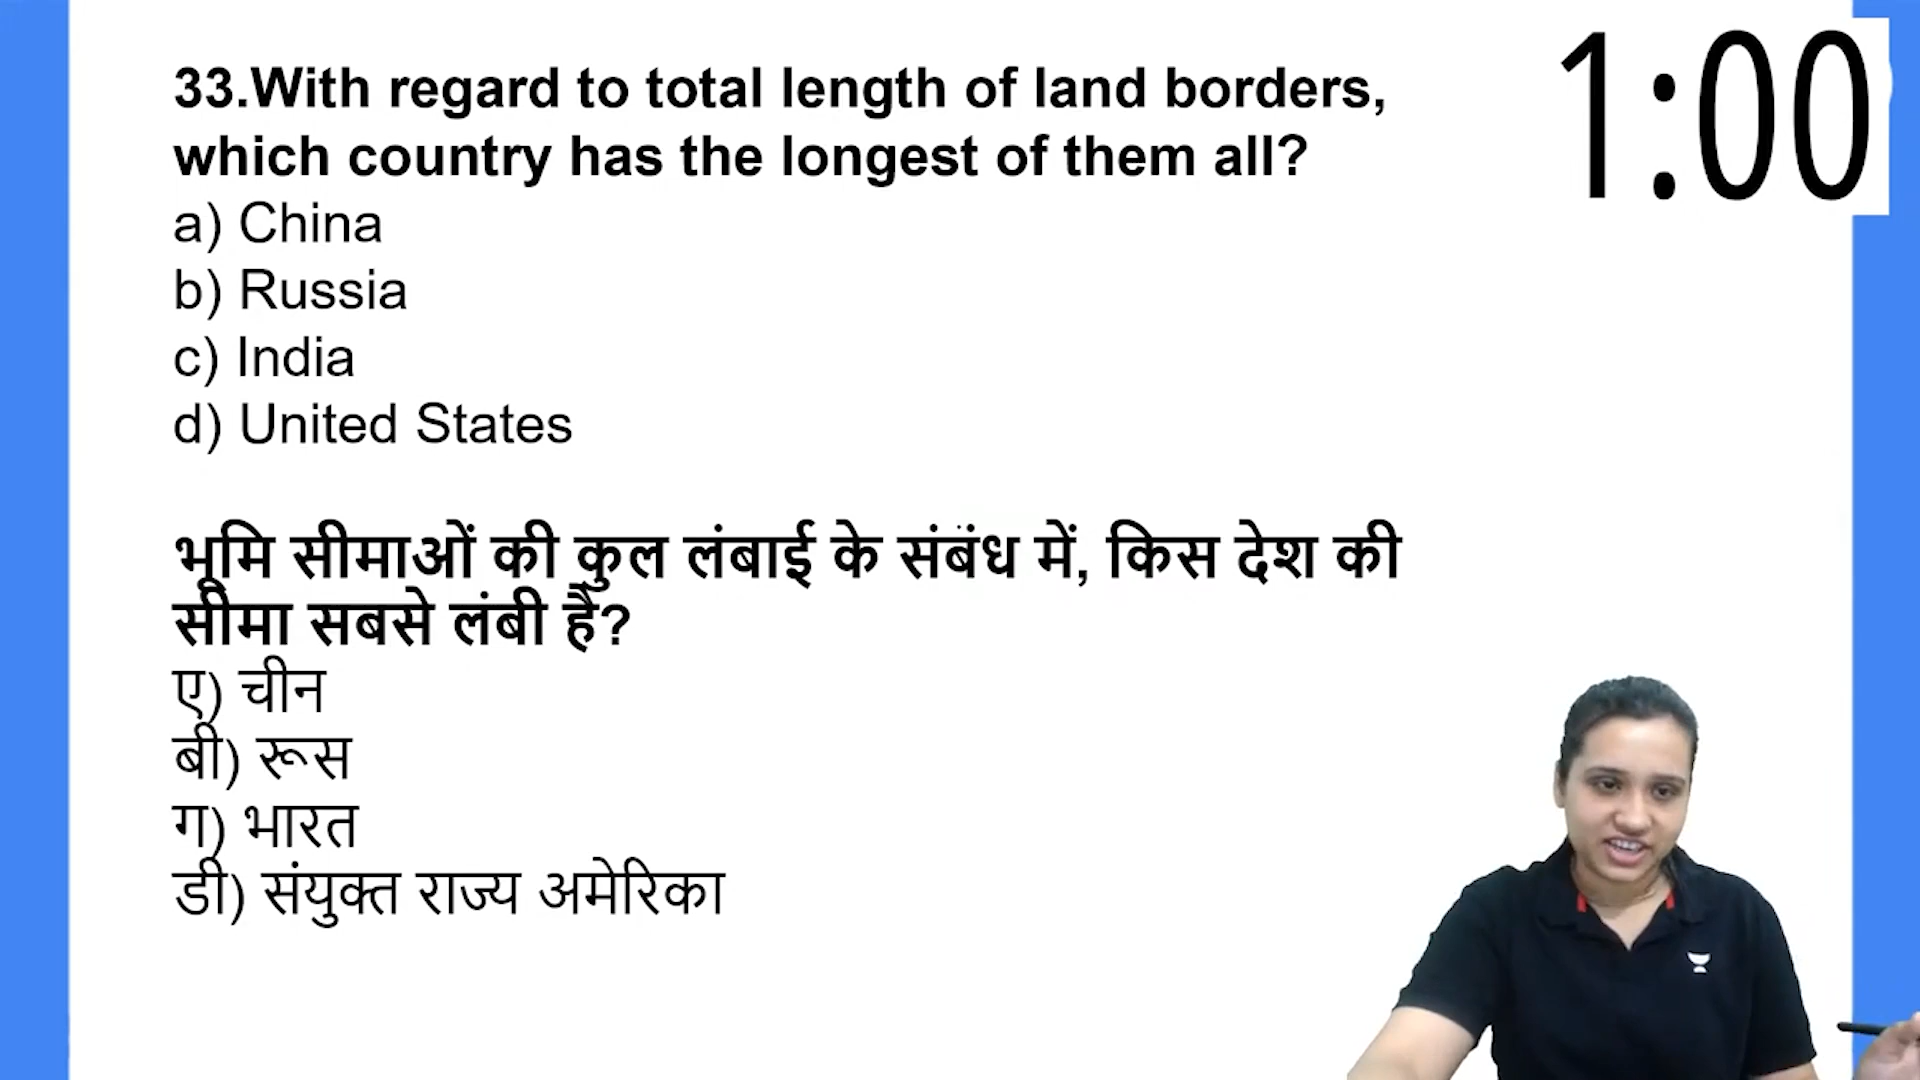 33.With regard to total length of land borders,
which country has the longest of them all?
a) China
b) Russia
c) India
d) United States
भूमि सीमाओं की कुल लंबाई के संबंध में, किस देश की
सीमा सबसे लंबी है?
ए) चीन
बी) रूस
ग) भारत
डी) संयुक्त राज्य अमेरिका
1:00